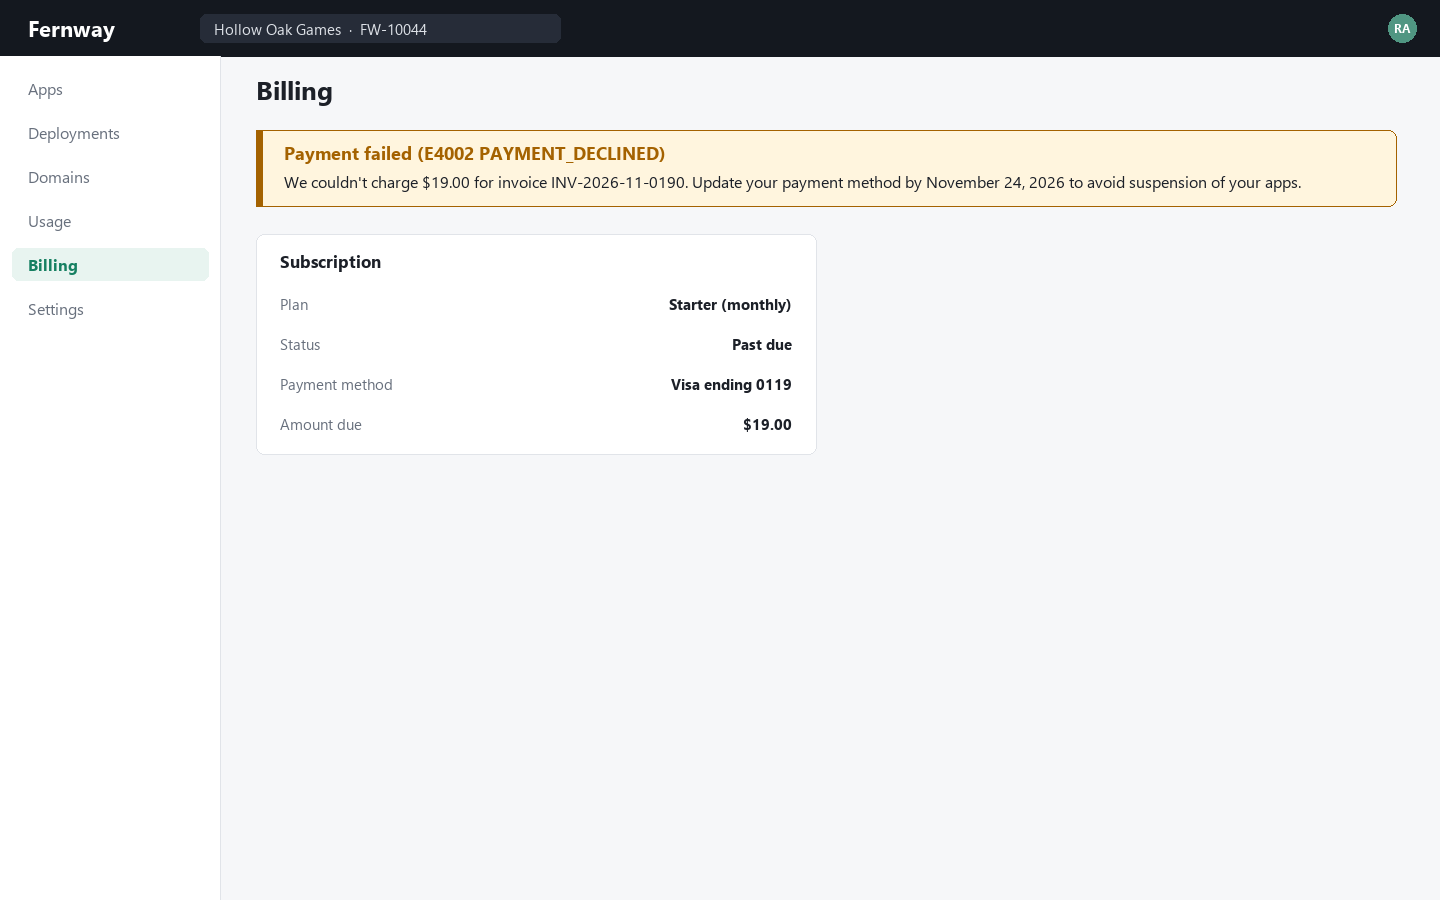 Fernway
Hollow Oak Games · FW-10044
RA
Apps
Deployments
Domains
Usage
Billing
Settings
Billing
Payment failed (E4002 PAYMENT_DECLINED)
We couldn't charge $19.00 for invoice INV-2026-11-0190. Update your payment method by November 24, 2026 to avoid suspension of your apps.
Subscription
Plan Starter (monthly)
Status Past due
Payment method Visa ending 0119
Amount due $19.00